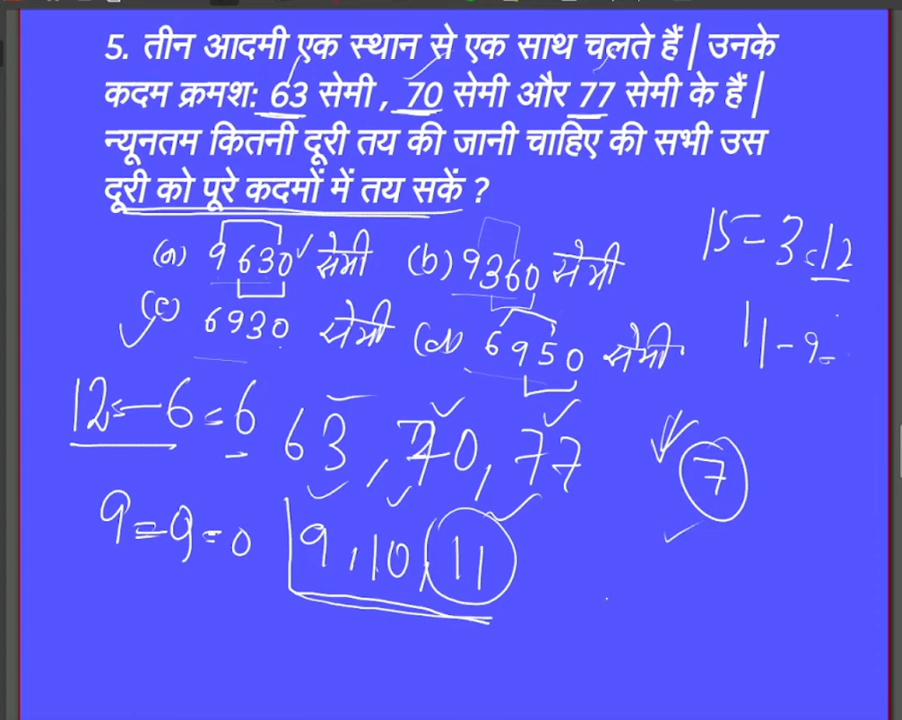 5. तीन आदमी एक स्थान से एक साथ चलते हैं | उनके
कदम क्रमश: 63 सेमी , 70 सेमी और 77 सेमी के हैं |
न्यूनतम कितनी दूरी तय की जानी चाहिए की सभी उस
दूरी को पूरे कदमों में तय सकें ?
(a) 9630 सेमी (b) 9360 सेमी
(c) 6930 सेमी (d) 6950 सेमी
15-3=12
11-9=
12-6=6
63, 70, 77
7
9-9=0
9, 10, 11